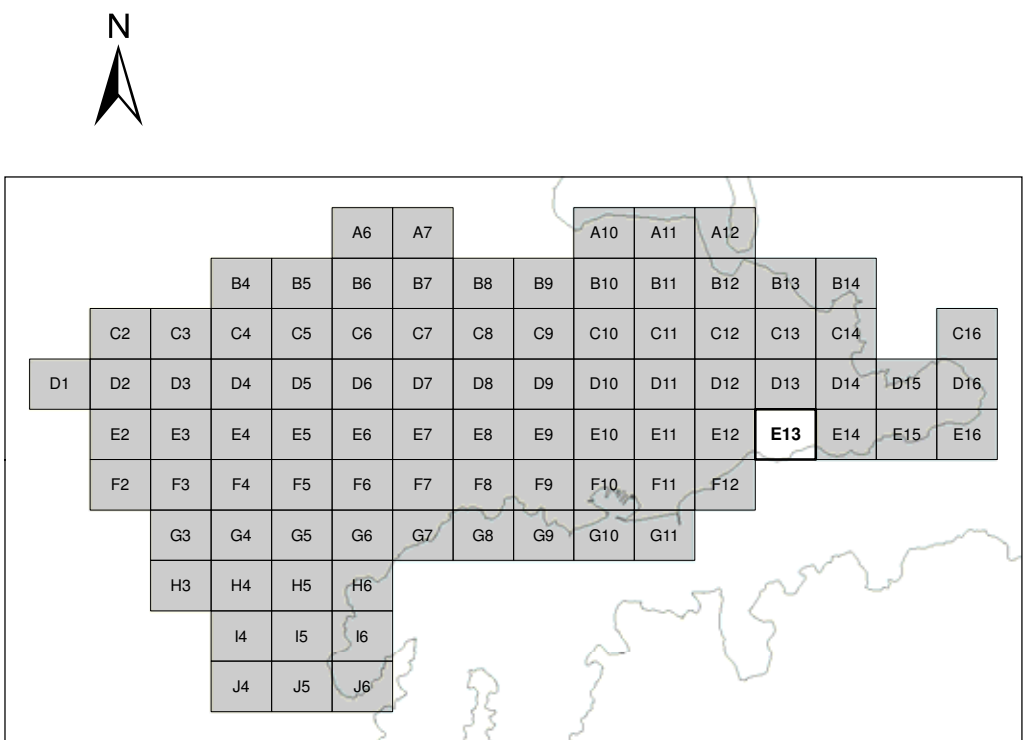 N
A6 A7 A10 A11 A12
B4 B5 B6 B7 B8 B9 B10 B11 B12 B13 B14
C2 C3 C4 C5 C6 C7 C8 C9 C10 C11 C12 C13 C14 C16
D1 D2 D3 D4 D5 D6 D7 D8 D9 D10 D11 D12 D13 D14 D15 D16
E2 E3 E4 E5 E6 E7 E8 E9 E10 E11 E12 E13 E14 E15 E16
F2 F3 F4 F5 F6 F7 F8 F9 F10 F11 F12
G3 G4 G5 G6 G7 G8 G9 G10 G11
H3 H4 H5 H6
I4 I5 I6
J4 J5 J6